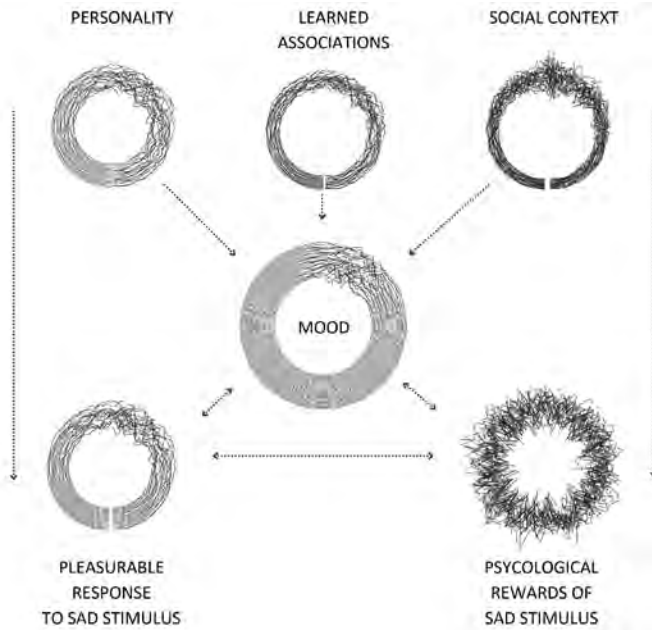 PERSONALITY
LEARNED
ASSOCIATIONS
SOCIAL CONTEXT
MOOD
PLEASURABLE
RESPONSE
TO SAD STIMULUS
PSYCOLOGICAL
REWARDS OF
SAD STIMULUS